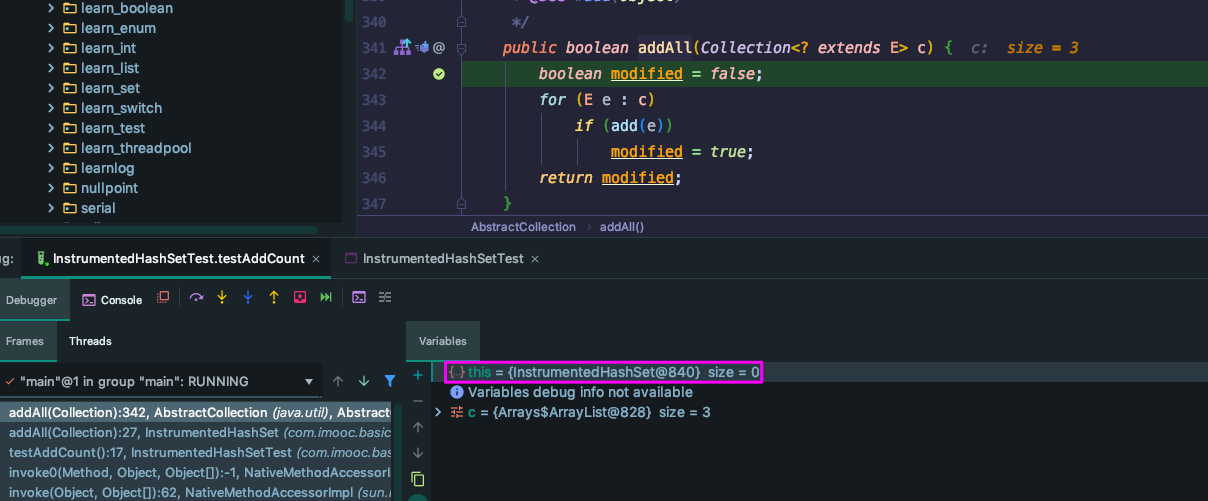 learn_boolean
learn_enum
learn_int
learn_list
learn_set
learn_switch
learn_test
learn_threadpool
learnlog
nullpoint
serial
340 */
341 @ public boolean addAll(Collection<? extends E> c) { c: size = 3
342 boolean modified = false;
343 for (E e : c)
344 if (add(e))
345 modified = true;
346 return modified;
347 }
AbstractCollection › addAll()
ug: InstrumentedHashSetTest.testAddCount × InstrumentedHashSetTest ×
Debugger Console
Frames Threads
Variables
"main"@1 in group "main": RUNNING
addAll(Collection):342, AbstractCollection (java.util), Abstrac
addAll(Collection):27, InstrumentedHashSet (com.imooc.basic
testAddCount():17, InstrumentedHashSetTest (com.imooc.bas
invoke0(Method, Object, Object[]):-1, NativeMethodAccessorI
invoke(Object, Object[]):62, NativeMethodAccessorImpl (sun.
this = {InstrumentedHashSet@840} size = 0
Variables debug info not available
c = {Arrays$ArrayList@828} size = 3